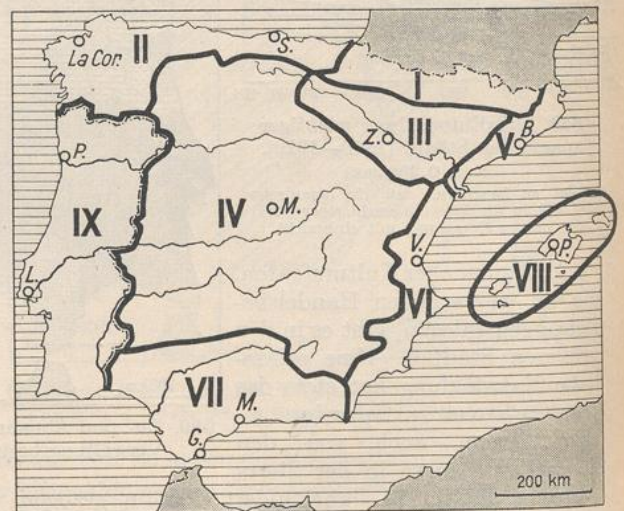 La Cor.
II
S.
I
P.
Z.
III
V
B.
IX
IV
M.
V.
P.
VIII
L.
VI
VII
M.
G.
200 km